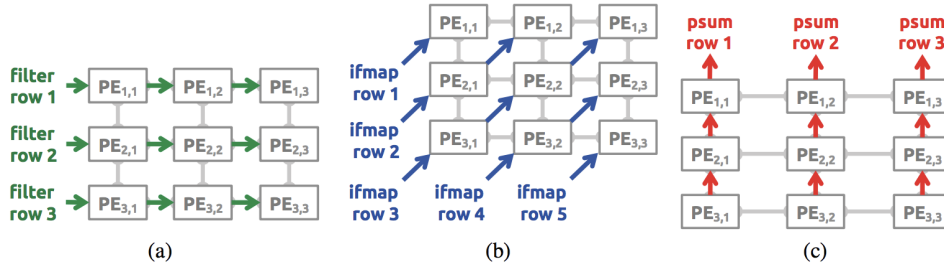 filter
row 1
PE1,1 PE1,2 PE1,3
filter
row 2
PE2,1 PE2,2 PE2,3
filter
row 3
PE3,1 PE3,2 PE3,3
(a)
PE1,1 PE1,2 PE1,3
ifmap
row 1
PE2,1 PE2,2 PE2,3
ifmap
row 2
PE3,1 PE3,2 PE3,3
ifmap
row 3
ifmap
row 4
ifmap
row 5
(b)
psum
row 1
psum
row 2
psum
row 3
PE1,1 PE1,2 PE1,3
PE2,1 PE2,2 PE2,3
PE3,1 PE3,2 PE3,3
(c)